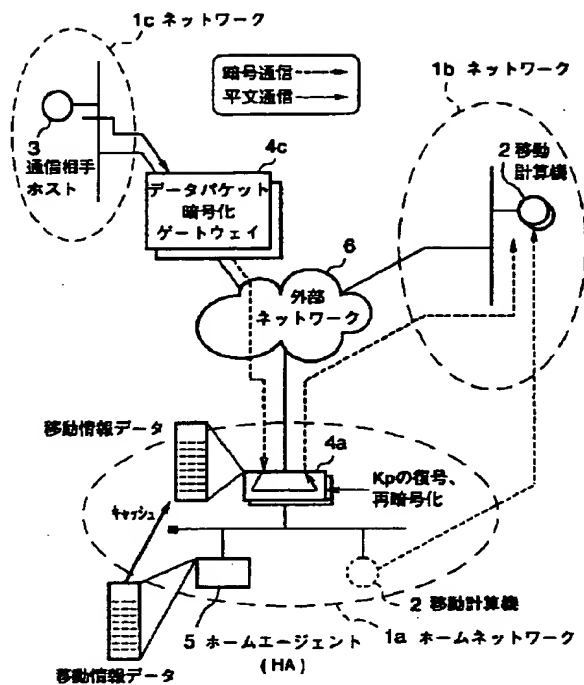 1c ネットワーク
暗号通信
平文通信
1b ネットワーク
3
通信相手
ホスト
4c
データパケット
暗号化
ゲートウェイ
2 移動
計算機
6
外部
ネットワーク
移動情報データ
4a
Kpの復号、
再暗号化
キャッシュ
2 移動計算機
5 ホームエージェント
(HA)
1a ホームネットワーク
移動情報データ